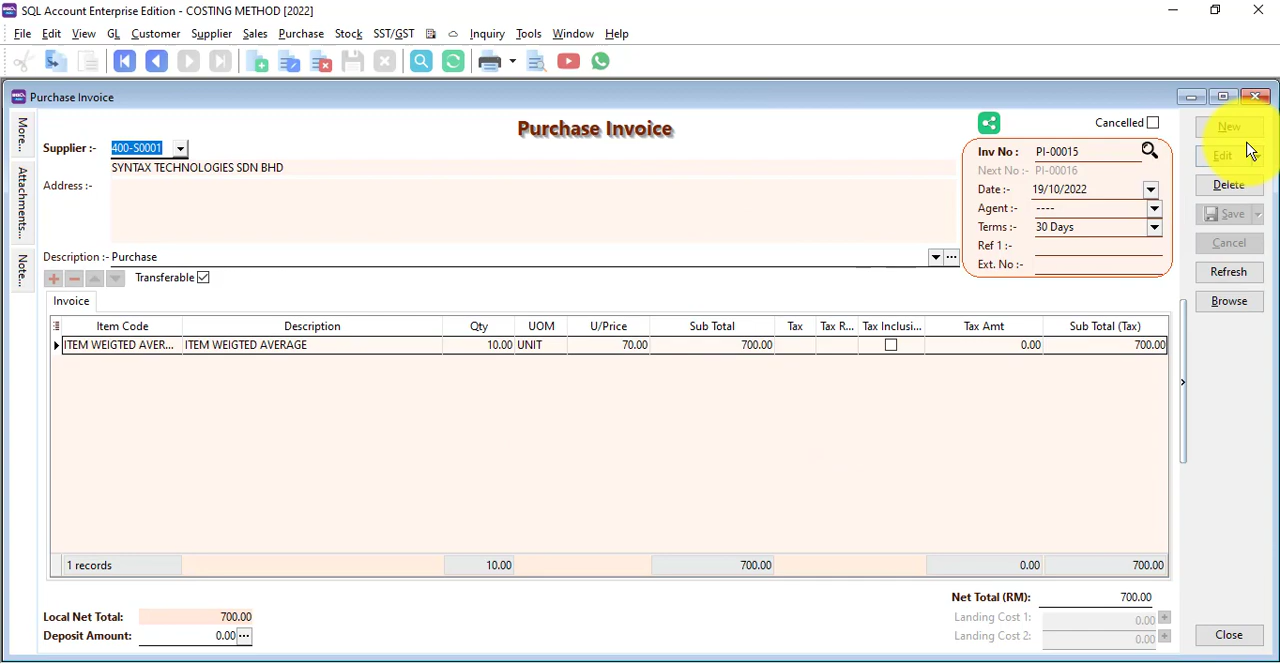 SQL Account Enterprise Edition - COSTING METHOD [2022]
File Edit View GL Customer Supplier Sales Purchase Stock SST/GST Inquiry Tools Window Help
Purchase Invoice
More...
Attachments...
Note...
Purchase Invoice
Cancelled
Supplier :- 400-S0001
SYNTAX TECHNOLOGIES SDN BHD
Address :-
Inv No : PI-00015
Next No :- PI-00016
Date :- 19/10/2022
Agent :- ----
Terms :- 30 Days
Ref 1 :-
Ext. No :-
Description :- Purchase
Transferable
Invoice
Item Code Description Qty UOM U/Price Sub Total Tax Tax R... Tax Inclusi... Tax Amt Sub Total (Tax)
ITEM WEIGTED AVER... ITEM WEIGTED AVERAGE 10.00 UNIT 70.00 700.00 0.00 700.00
1 records 10.00 700.00 0.00 700.00
Local Net Total: 700.00
Deposit Amount: 0.00
Net Total (RM): 700.00
Landing Cost 1: 0.00
Landing Cost 2: 0.00
New
Edit
Delete
Save
Cancel
Refresh
Browse
Close